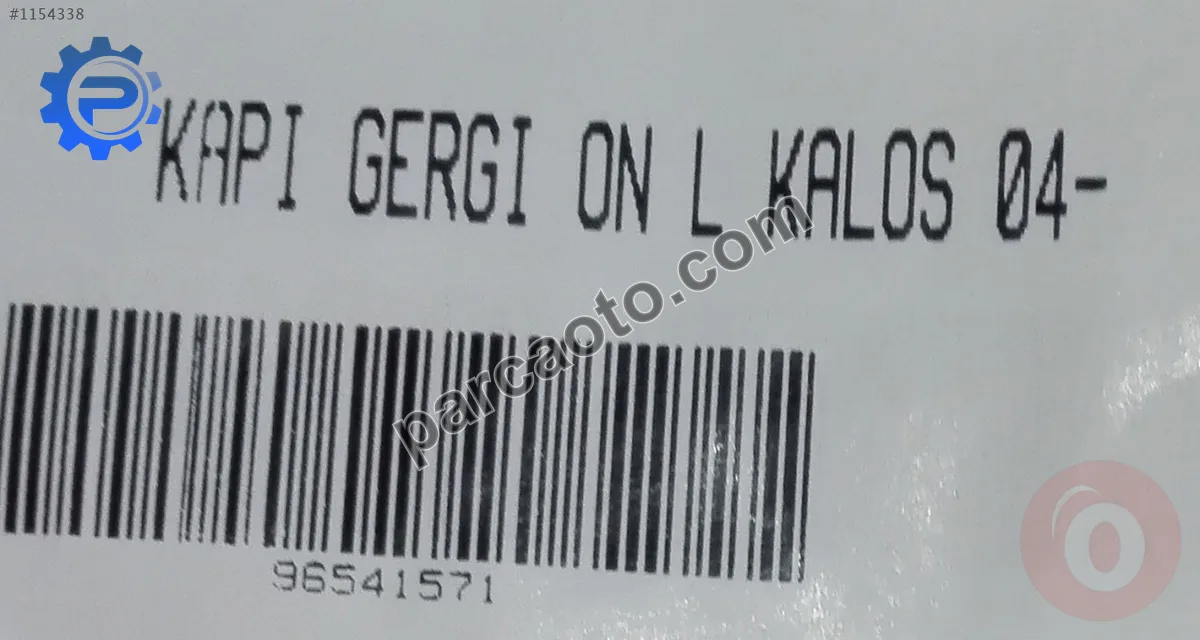 #1154338
P
KAPI GERGI ON L KALOS 04-
parcaoto.com
96541571
O